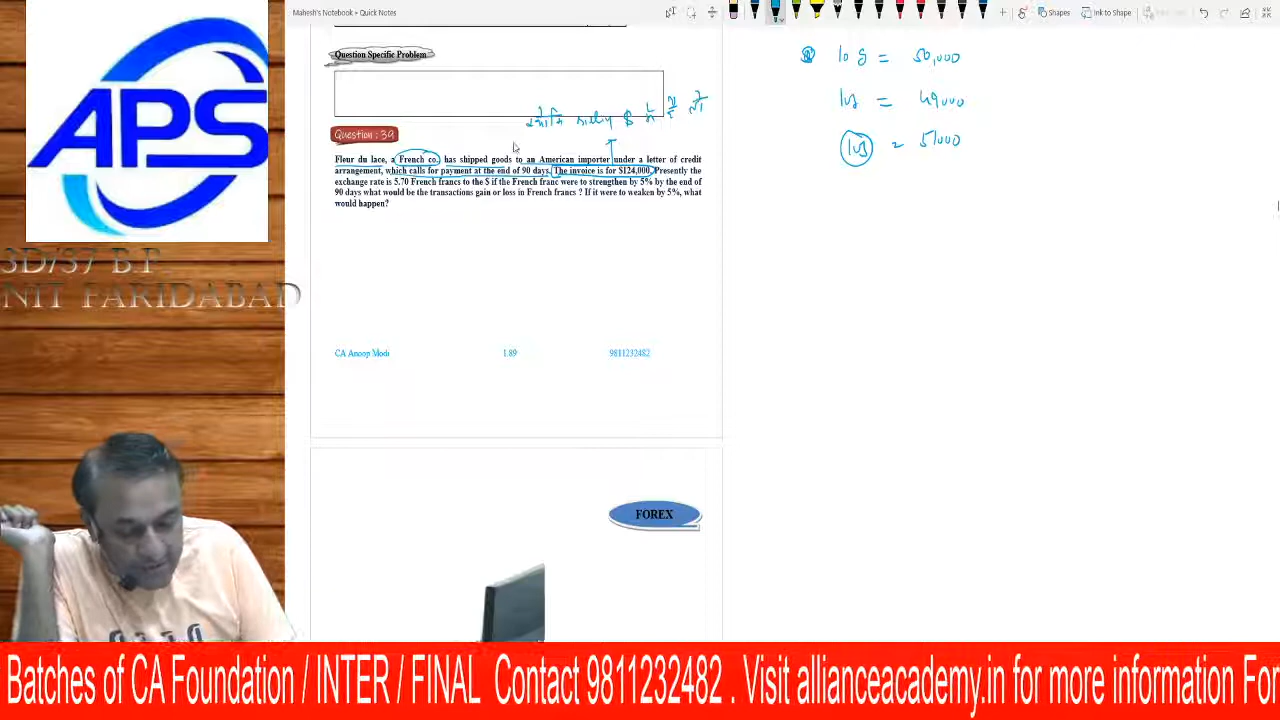 Mahesh's Notebook » Quick Notes
Shapes
Ink to Shape
APS
3D/37 B.P.
NIT FARIDABAD
Question Specific Problem
Question : 39
Fleur du lace, a French co. has shipped goods to an American importer under a letter of credit
arrangement, which calls for payment at the end of 90 days. The invoice is for $124,000. Presently the
exchange rate is 5.70 French francs to the $ if the French franc were to strengthen by 5% by the end of
90 days what would be the transactions gain or loss in French francs ? If it were to weaken by 5%, what
would happen?
CA Anoop Modi
1.89
9811232482
FOREX
= 50,000
= 49000
= 51000
Batches of CA Foundation / INTER / FINAL Contact 9811232482 . Visit allianceacademy.in for more information For